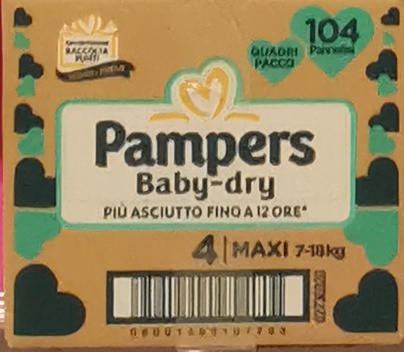 RACCOLTA
PUNTI
104
Pannolini
QUADRI
PACCO
Pampers
Baby-dry
PIÙ ASCIUTTO FINO A 12 ORE*
4 | MAXI 7-18kg